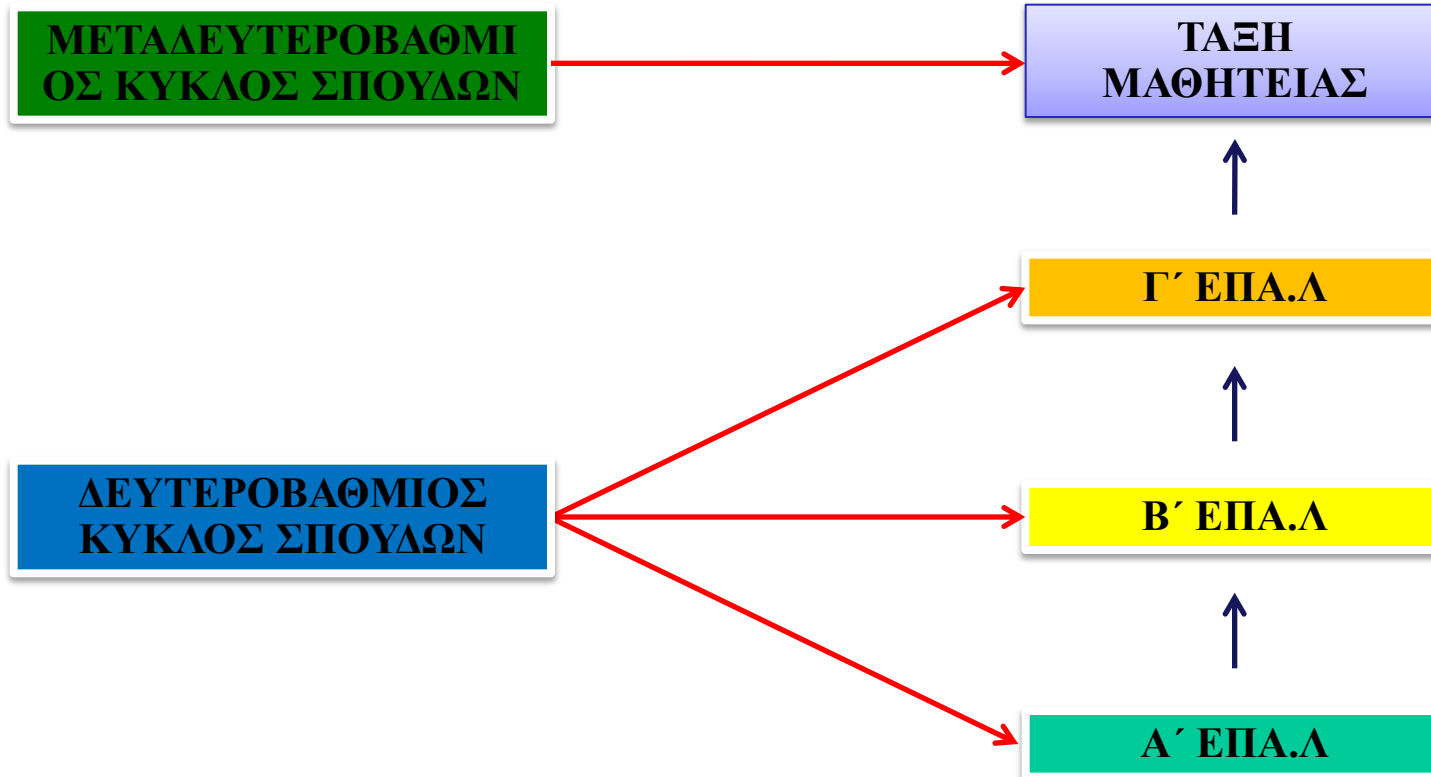 ΜΕΤΑΔΕΥΤΕΡΟΒΑΘΜΙ
ΟΣ ΚΥΚΛΟΣ ΣΠΟΥΔΩΝ
ΤΑΞΗ
ΜΑΘΗΤΕΙΑΣ
Γ΄ ΕΠΑ.Λ
ΔΕΥΤΕΡΟΒΑΘΜΙΟΣ
ΚΥΚΛΟΣ ΣΠΟΥΔΩΝ
Β΄ ΕΠΑ.Λ
Α΄ ΕΠΑ.Λ